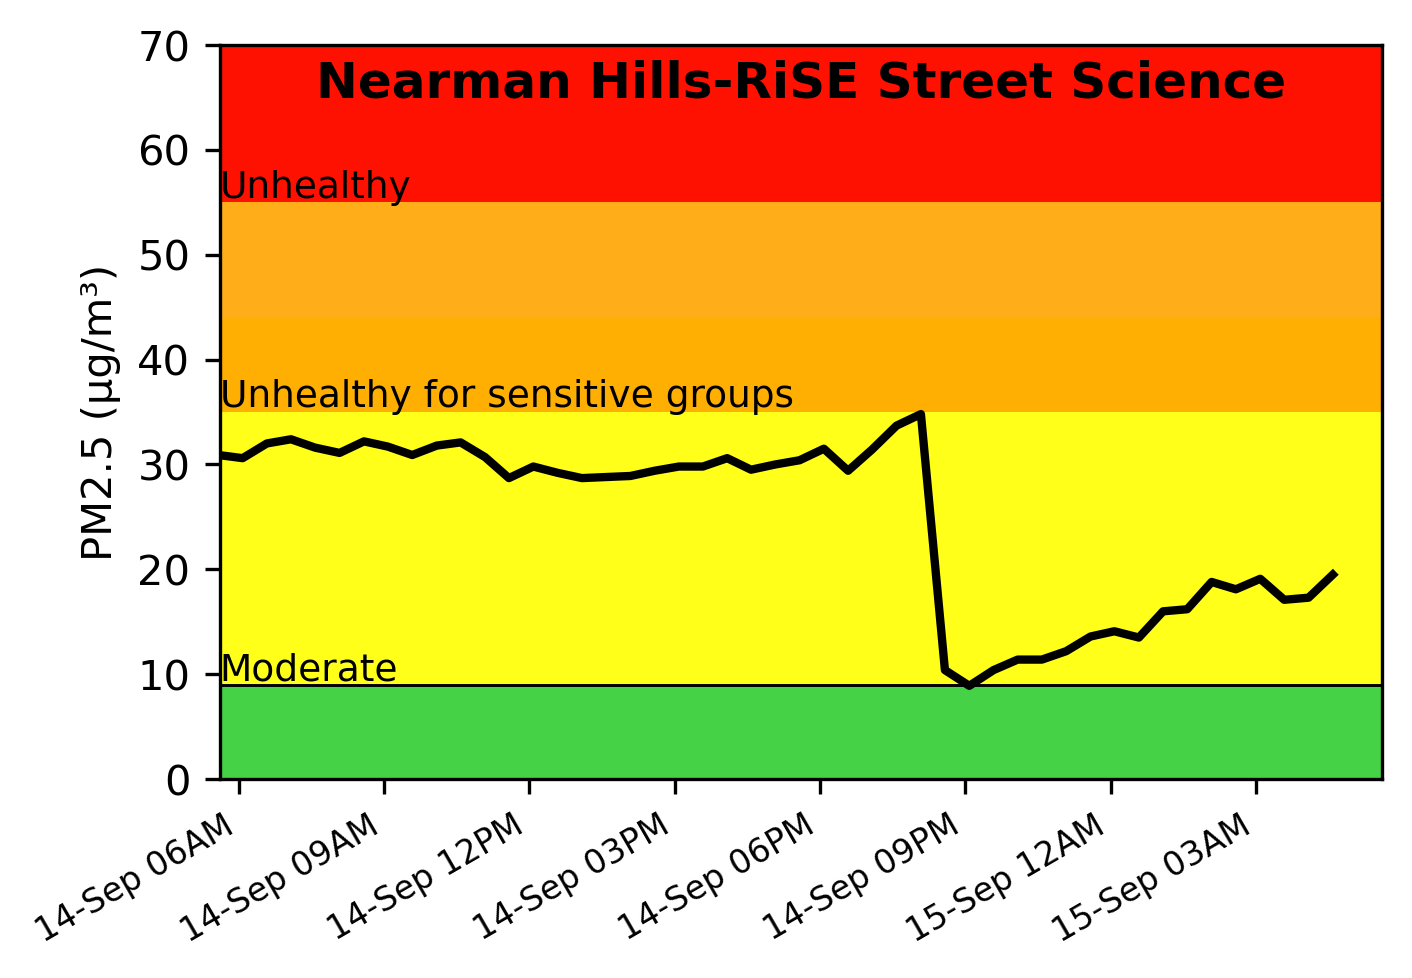 Nearman Hills-RiSE Street Science
PM2.5 (µg/m³)
70
60
50
40
30
20
10
0
Unhealthy
Unhealthy for sensitive groups
Moderate
14-Sep 06AM
14-Sep 09AM
14-Sep 12PM
14-Sep 03PM
14-Sep 06PM
14-Sep 09PM
15-Sep 12AM
15-Sep 03AM